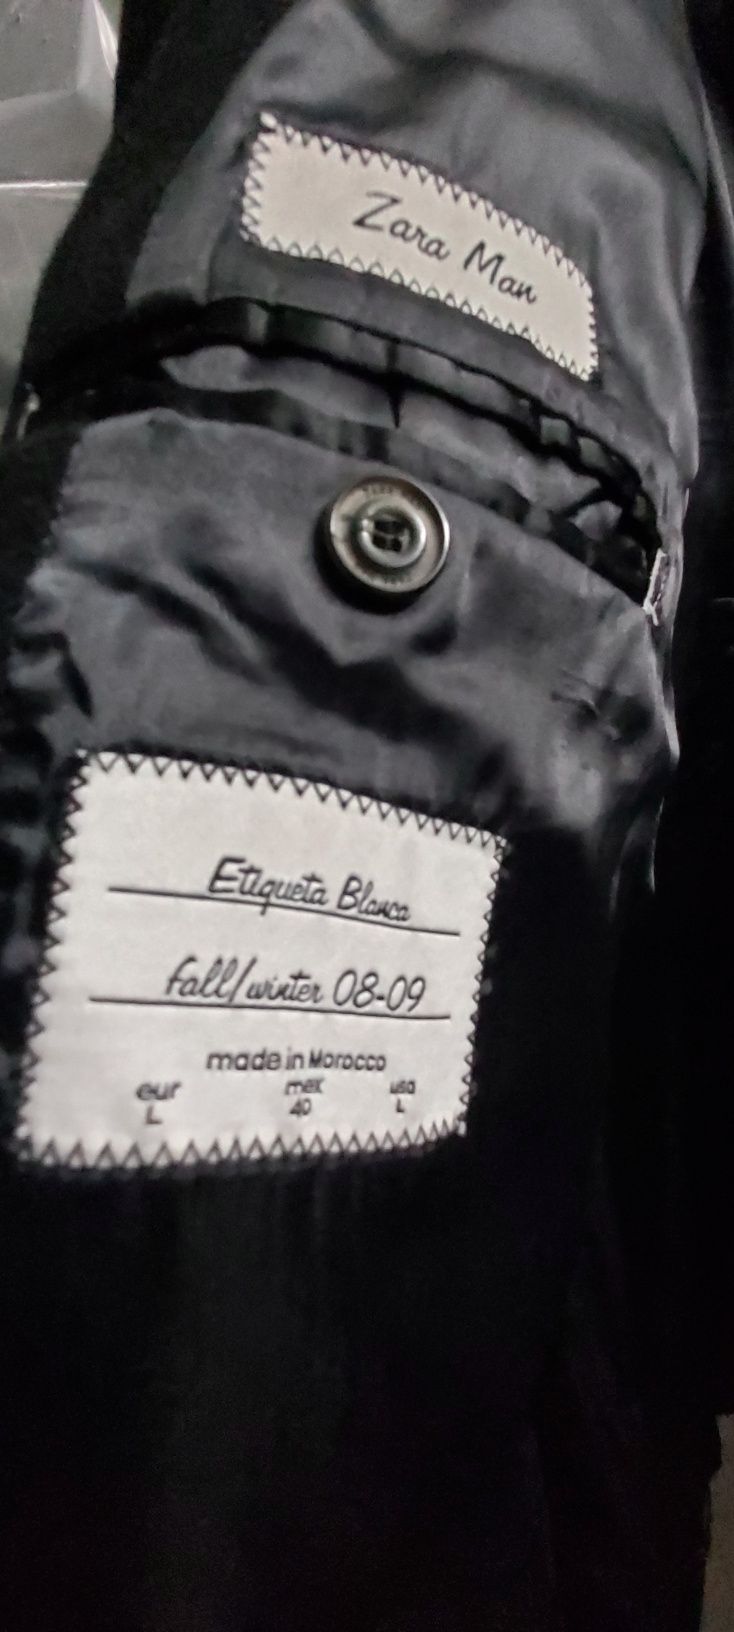 Zara Man
Etiqueta Blanca
fall/winter 08-09
made in Morocco
eur mex usa
L 40 L